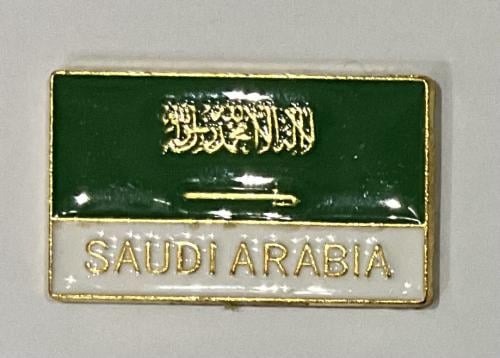 لا إله إلا الله محمد رسول الله
SAUDI ARABIA